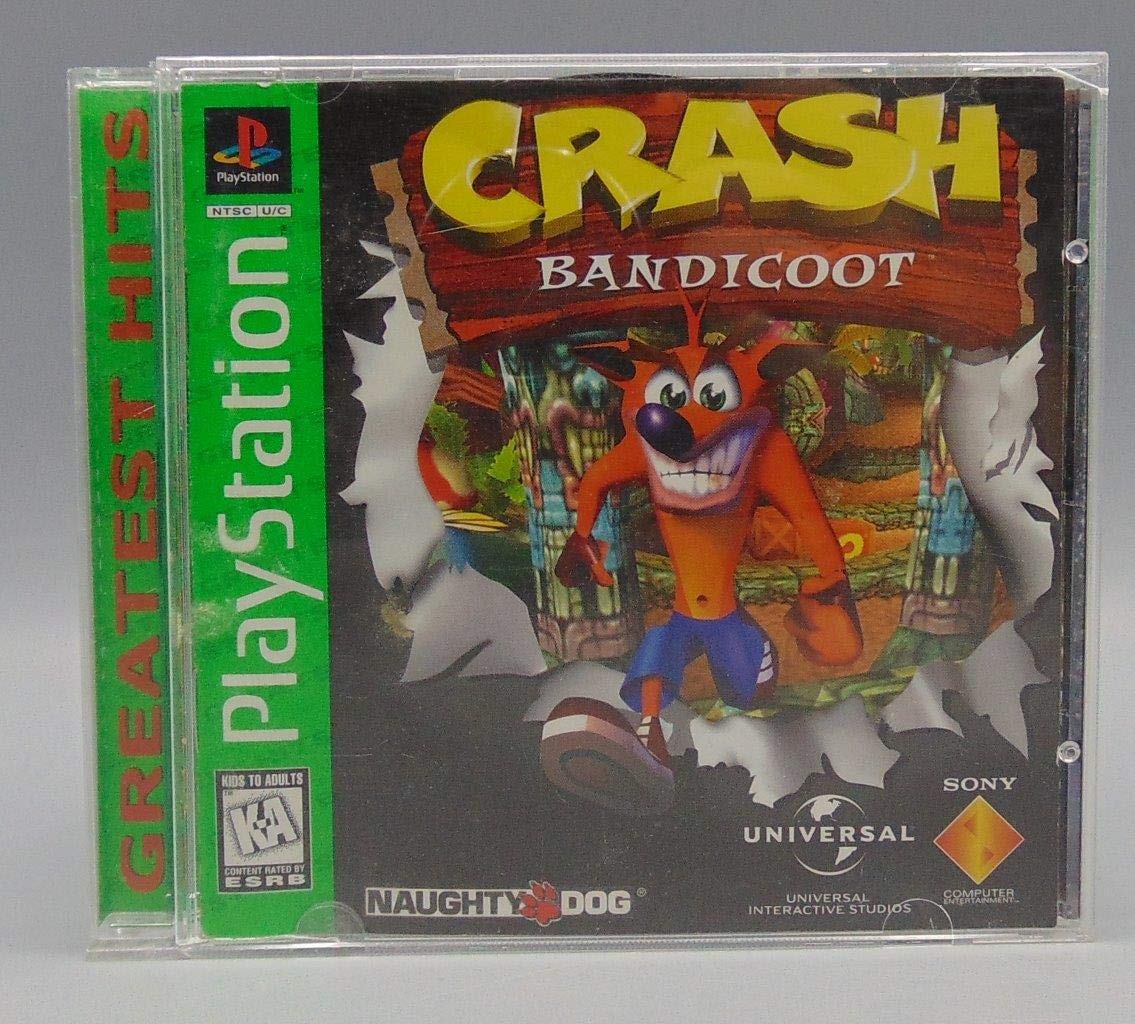 GREATEST HITS
PlayStation
NTSC U/C
PlayStation
KIDS TO ADULTS
K-A
CONTENT RATED BY
ESRB
CRASH
BANDICOOT
NAUGHTY DOG®
UNIVERSAL
UNIVERSAL
INTERACTIVE STUDIOS
SONY
COMPUTER
ENTERTAINMENT™